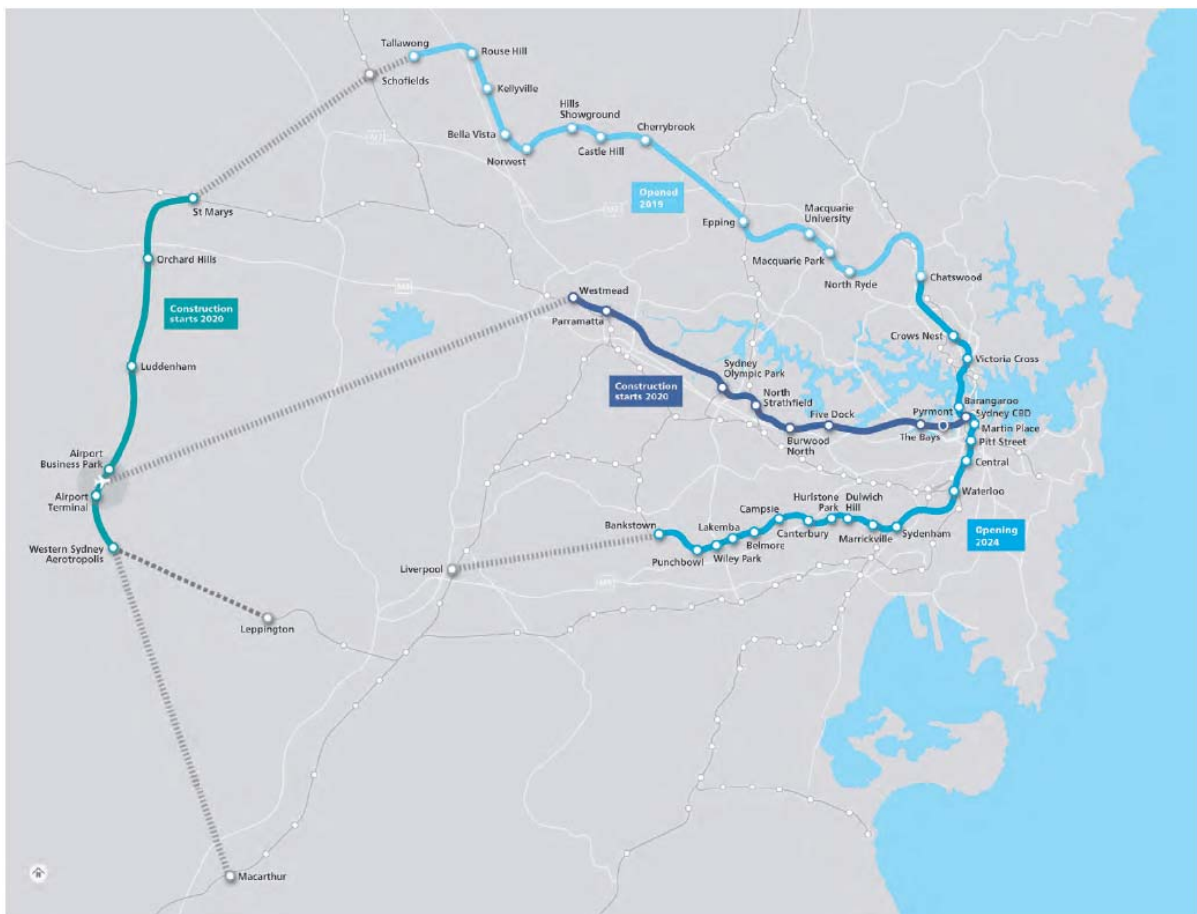 Tallawong
Rouse Hill
Schofields
Kellyville
Hills
Showground
Bella Vista
Cherrybrook
Castle Hill
Norwest
Opened
2019
St Marys
Macquarie
University
Epping
Orchard Hills
Macquarie Park
North Ryde
Chatswood
Westmead
Construction
starts 2020
Parramatta
Crows Nest
Luddenham
Victoria Cross
Sydney
Olympic Park
Construction
starts 2020
North
Strathfield
Barangaroo
Five Dock
Pyrmont
Sydney CBD
Martin Place
The Bays
Pitt Street
Burwood
North
Central
Airport
Business Park
Airport
Terminal
Waterloo
Hurlstone
Park
Dulwich
Hill
Campsie
Bankstown
Lakemba
Canterbury
Sydenham
Opening
2024
Belmore
Marrickville
Western Sydney
Aerotropolis
Wiley Park
Punchbowl
Liverpool
Leppington
Macarthur